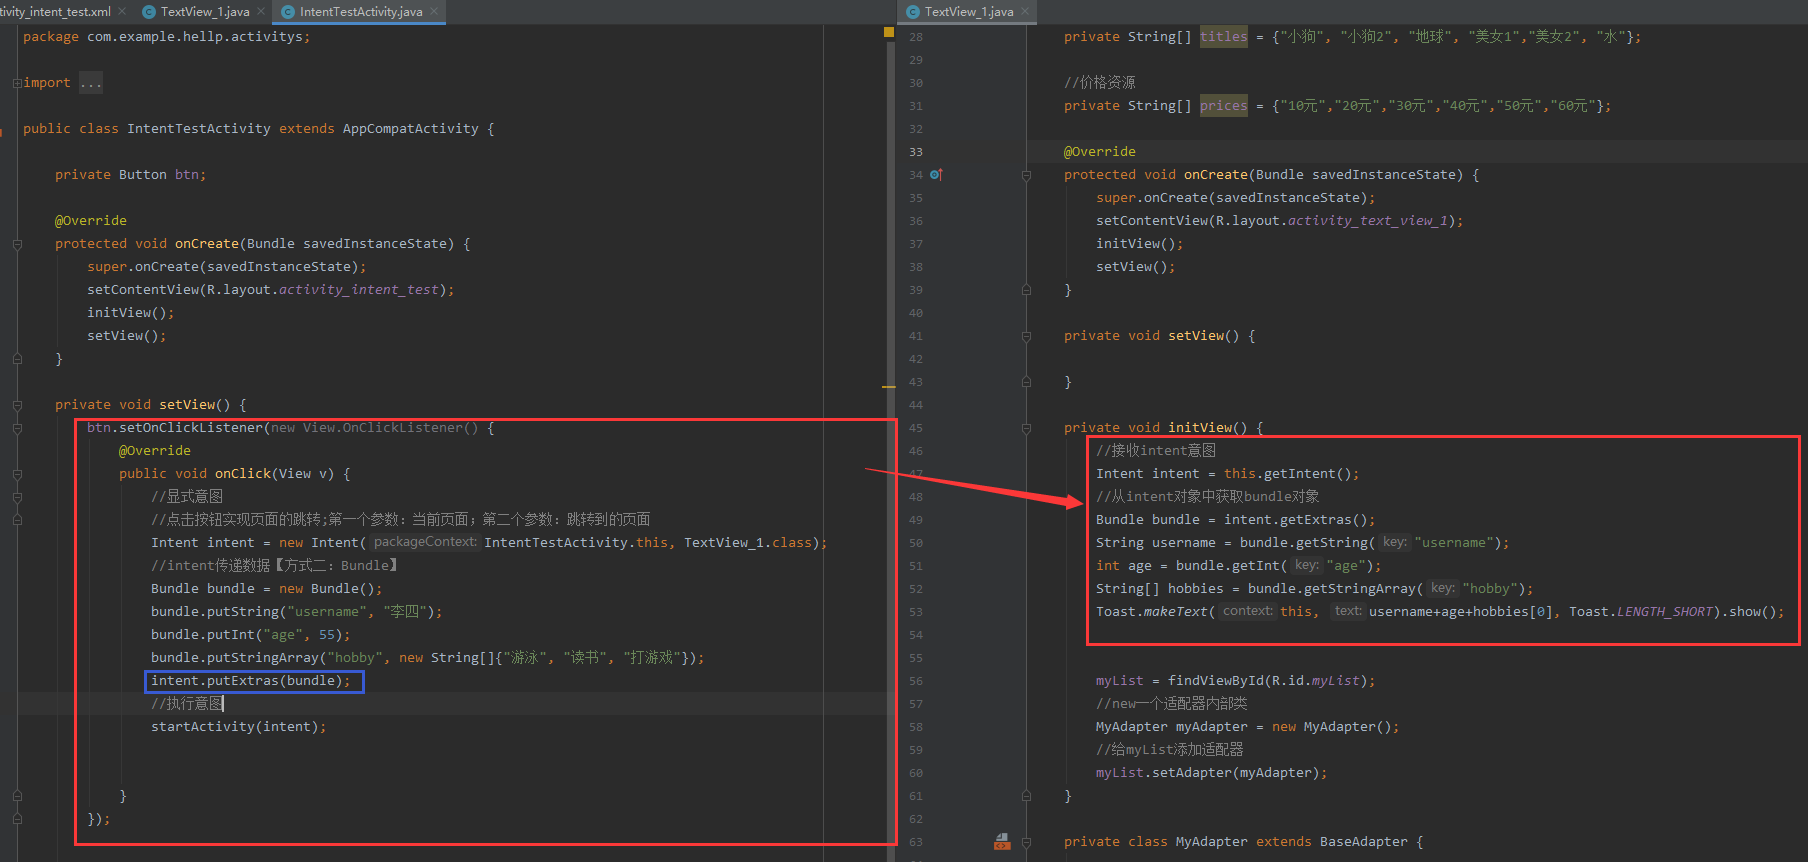 tivity_intent_test.xml × TextView_1.java × IntentTestActivity.java ×
package com.example.hellp.activitys;
import ...
public class IntentTestActivity extends AppCompatActivity {
private Button btn;
@Override
protected void onCreate(Bundle savedInstanceState) {
super.onCreate(savedInstanceState);
setContentView(R.layout.activity_intent_test);
initView();
setView();
}
private void setView() {
btn.setOnClickListener(new View.OnClickListener() {
@Override
public void onClick(View v) {
//显式意图
//点击按钮实现页面的跳转;第一个参数：当前页面；第二个参数：跳转到的页面
Intent intent = new Intent( packageContext: IntentTestActivity.this, TextView_1.class);
//intent传递数据【方式二：Bundle】
Bundle bundle = new Bundle();
bundle.putString("username", "李四");
bundle.putInt("age", 55);
bundle.putStringArray("hobby", new String[]{"游泳", "读书", "打游戏"});
intent.putExtras(bundle);
//执行意图
startActivity(intent);
}
});
TextView_1.java ×
28 private String[] titles = {"小狗", "小狗2", "地球", "美女1","美女2", "水"};
29
30 //价格资源
31 private String[] prices = {"10元","20元","30元","40元","50元","60元"};
32
33 @Override
34 protected void onCreate(Bundle savedInstanceState) {
35 super.onCreate(savedInstanceState);
36 setContentView(R.layout.activity_text_view_1);
37 initView();
38 setView();
39 }
40
41 private void setView() {
42
43 }
44
45 private void initView() {
46 //接收intent意图
47 Intent intent = this.getIntent();
48 //从intent对象中获取bundle对象
49 Bundle bundle = intent.getExtras();
50 String username = bundle.getString( key: "username");
51 int age = bundle.getInt( key: "age");
52 String[] hobbies = bundle.getStringArray( key: "hobby");
53 Toast.makeText( context: this, text: username+age+hobbies[0], Toast.LENGTH_SHORT).show();
54
55
56 myList = findViewById(R.id.myList);
57 //new一个适配器内部类
58 MyAdapter myAdapter = new MyAdapter();
59 //给myList添加适配器
60 myList.setAdapter(myAdapter);
61 }
62
63 private class MyAdapter extends BaseAdapter {